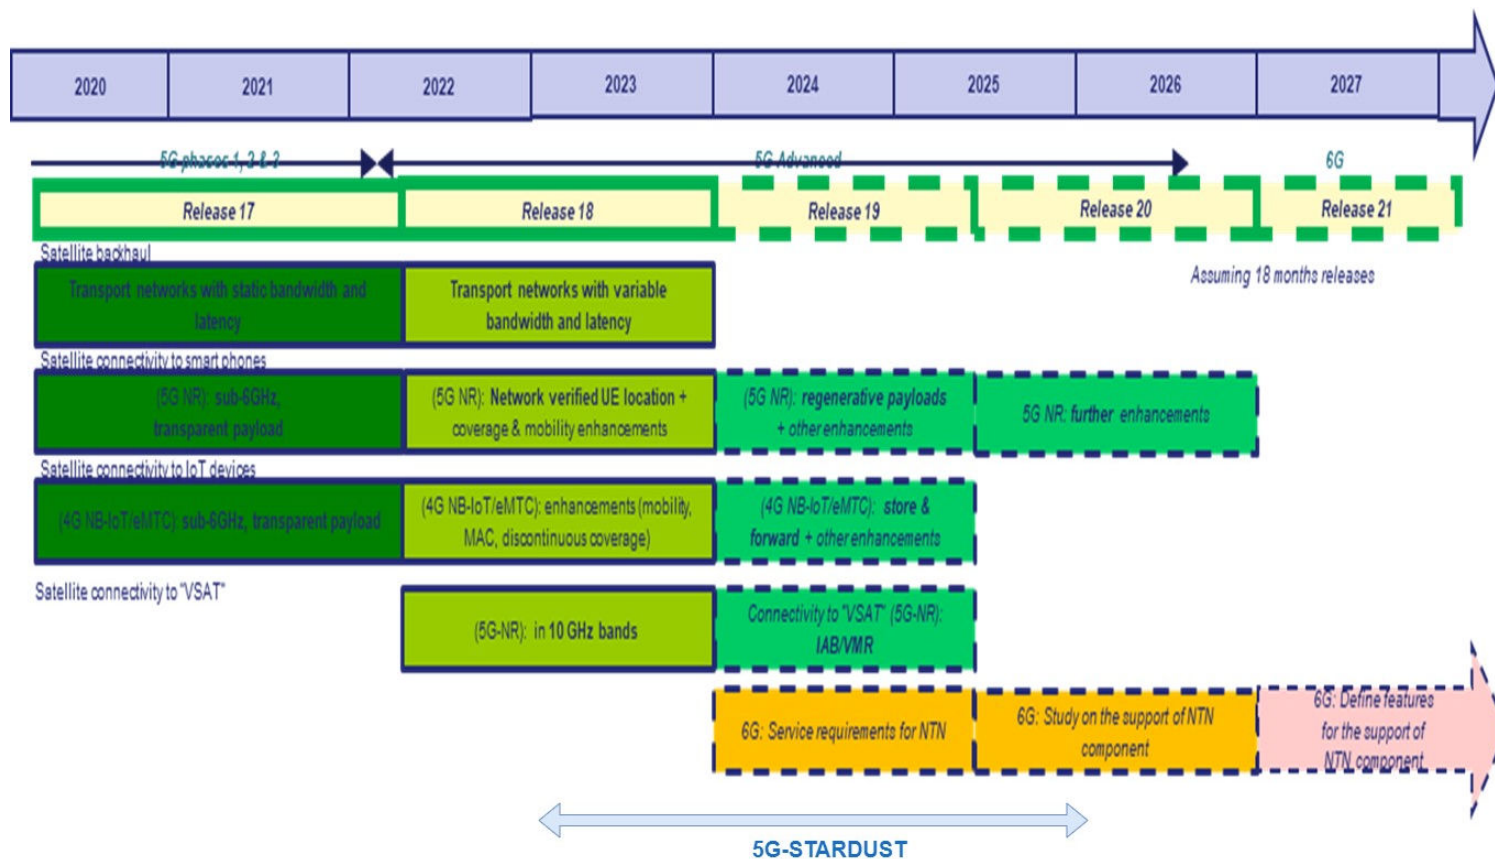 2020 2021 2022 2023 2024 2025 2026 2027
5G phases 1, 2 & 3 5G Advanced 6G
Release 17 Release 18 Release 19 Release 20 Release 21
Satellite backhaul
Assuming 18 months releases
Transport networks with static bandwidth and
latency
Transport networks with variable
bandwidth and latency
Satellite connectivity to smart phones
(5G NR): sub-6GHz,
transparent payload
(5G NR): Network verified UE location +
coverage & mobility enhancements
(5G NR): regenerative payloads
+ other enhancements
5G NR: further enhancements
Satellite connectivity to IoT devices
(4G NB-IoT/eMTC): sub-6GHz, transparent payload
(4G NB-IoT/eMTC): enhancements (mobility,
MAC, discontinuous coverage)
(4G NB-IoT/eMTC): store &
forward + other enhancements
Satellite connectivity to "VSAT"
(5G-NR): in 10 GHz bands
Connectivity to "VSAT" (5G-NR):
IAB/VMR
6G: Service requirements for NTN
6G: Study on the support of NTN
component
6G: Define features
for the support of
NTN component
5G-STARDUST